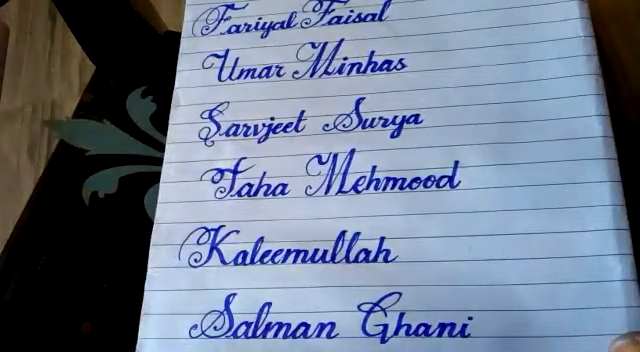 Fariyal Faisal
Umar Minhas
Sarvjeet Surya
Taha Mehmood
Kaleemullah
Salman Ghani